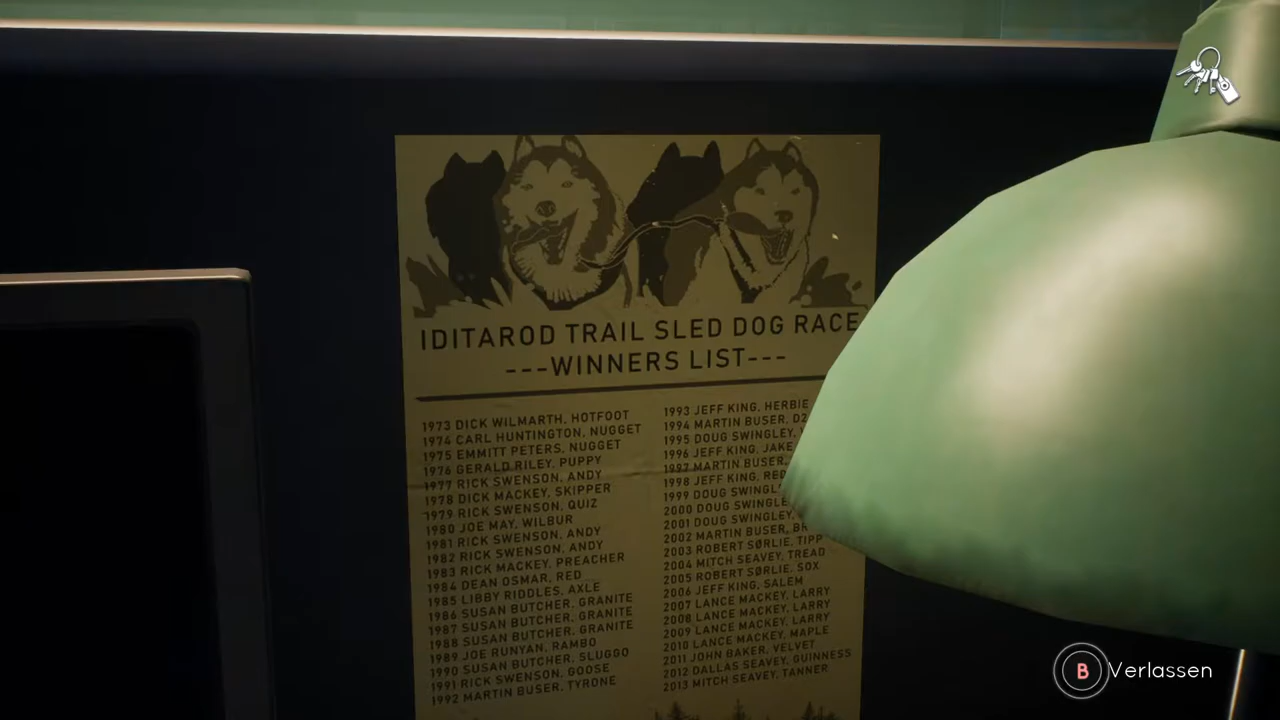 IDITAROD TRAIL SLED DOG RACE
---WINNERS LIST---
1973 DICK WILMARTH, HOTFOOT
1974 CARL HUNTINGTON, NUGGET
1975 EMMITT PETERS, NUGGET
1976 GERALD RILEY, PUPPY
1977 RICK SWENSON, ANDY
1978 DICK MACKEY, SKIPPER
1979 RICK SWENSON, QUIZ
1980 JOE MAY, WILBUR
1981 RICK SWENSON, ANDY
1982 RICK SWENSON, ANDY
1983 RICK MACKEY, PREACHER
1984 DEAN OSMAR, RED
1985 LIBBY RIDDLES, AXLE
1986 SUSAN BUTCHER, GRANITE
1987 SUSAN BUTCHER, GRANITE
1988 SUSAN BUTCHER, GRANITE
1989 JOE RUNYAN, RAMBO
1990 SUSAN BUTCHER, SLUGGO
1991 RICK SWENSON, GOOSE
1992 MARTIN BUSER, TYRONE
1993 JEFF KING, HERBIE
1994 MARTIN BUSER, D2
1995 DOUG SWINGLEY,
1996 JEFF KING, JAKE
1997 MARTIN BUSER,
1998 JEFF KING, RED
1999 DOUG SWINGLE
2000 DOUG SWINGLE
2001 DOUG SWINGLEY,
2002 MARTIN BUSER, BR
2003 ROBERT SØRLIE, TIPP
2004 MITCH SEAVEY, TREAD
2005 ROBERT SØRLIE, SOX
2006 JEFF KING, SALEM
2007 LANCE MACKEY, LARRY
2008 LANCE MACKEY, LARRY
2009 LANCE MACKEY, LARRY
2010 LANCE MACKEY, MAPLE
2011 JOHN BAKER, VELVET
2012 DALLAS SEAVEY, GUINNESS
2013 MITCH SEAVEY, TANNER
B Verlassen